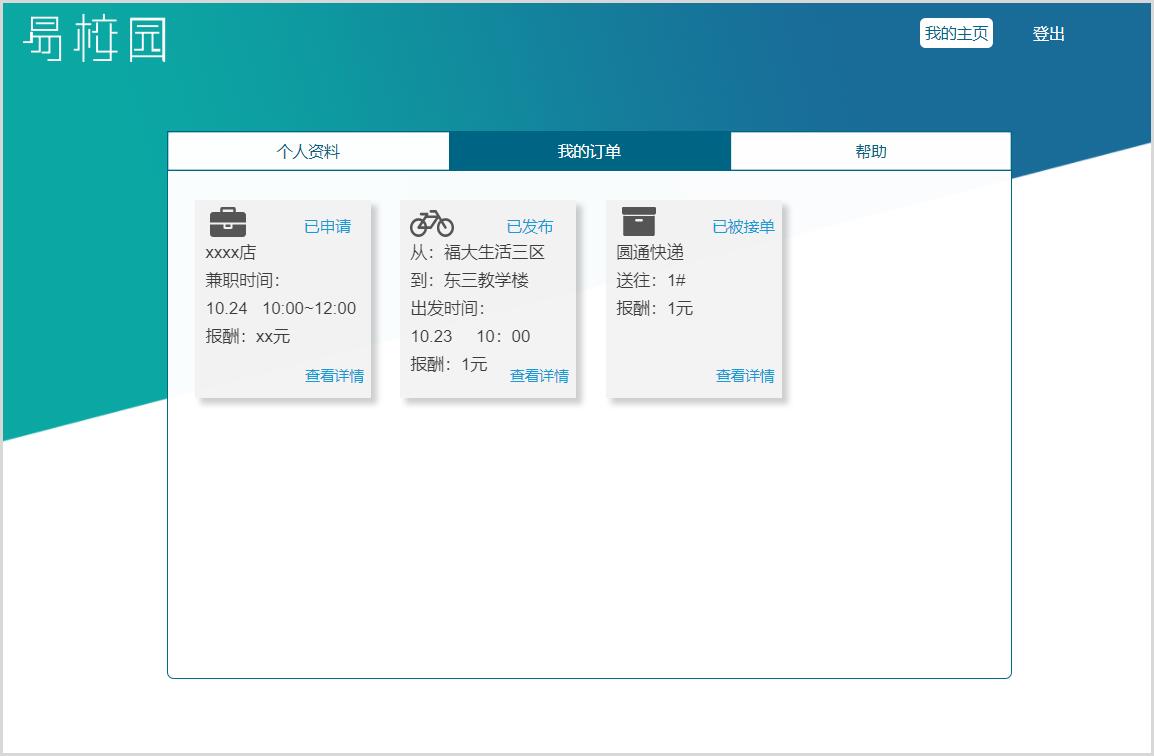 易校园
我的主页
登出
个人资料
我的订单
帮助
已申请
xxxx店
兼职时间：
10.24 10:00~12:00
报酬：xx元
查看详情
已发布
从：福大生活三区
到：东三教学楼
出发时间：
10.23 10：00
报酬：1元
查看详情
已被接单
圆通快递
送往：1#
报酬：1元
查看详情